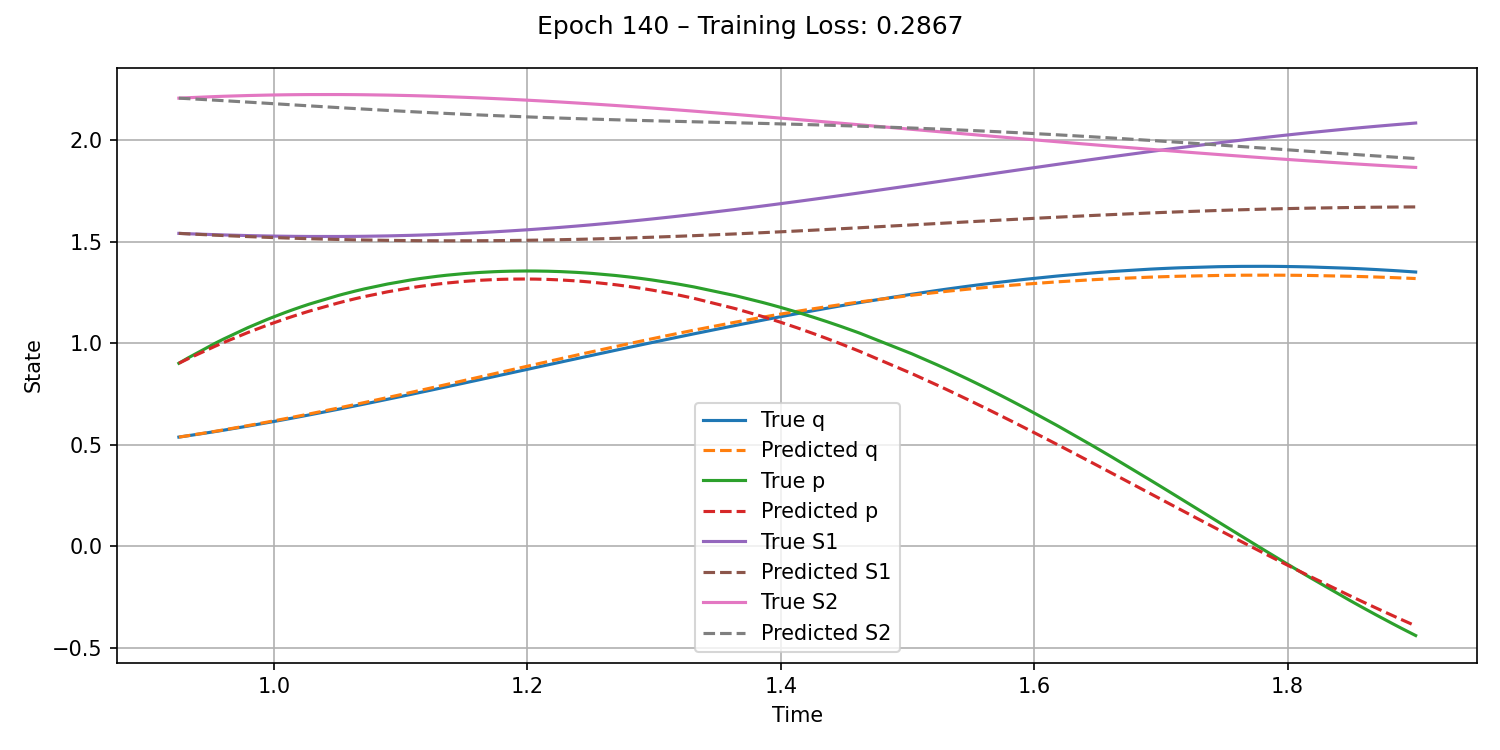 Epoch 140 – Training Loss: 0.2867
State
2.0
1.5
1.0
0.5
0.0
−0.5
True q
Predicted q
True p
Predicted p
True S1
Predicted S1
True S2
Predicted S2
1.0 1.2 1.4 1.6 1.8
Time